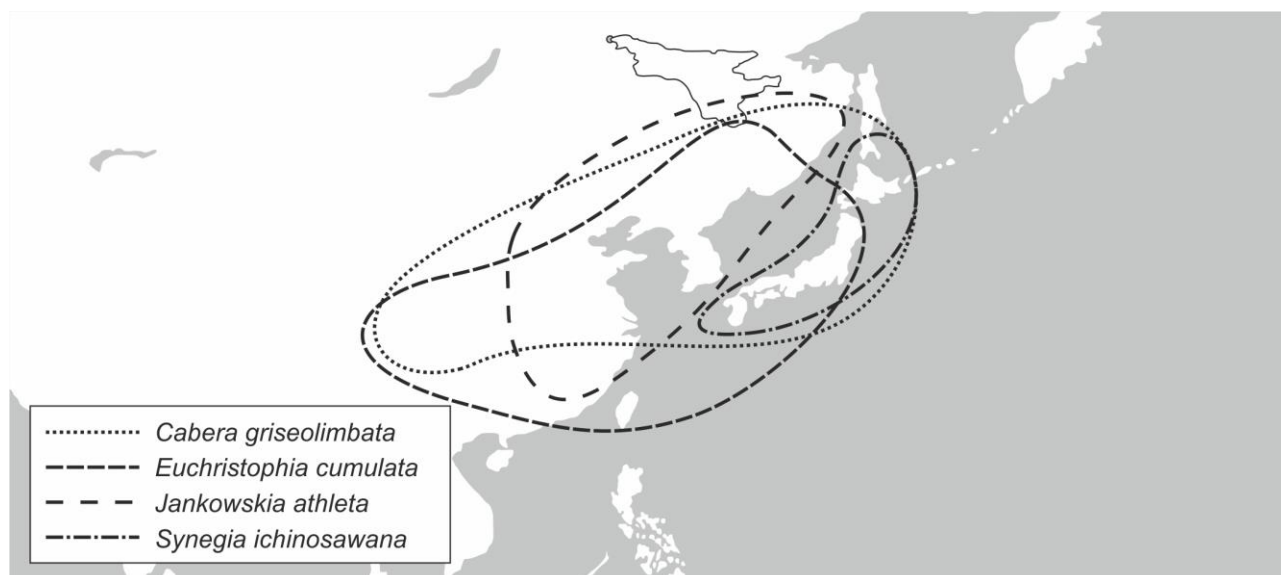 Cabera griseolimbata
Euchristophia cumulata
Jankowskia athleta
Synegia ichinosawana